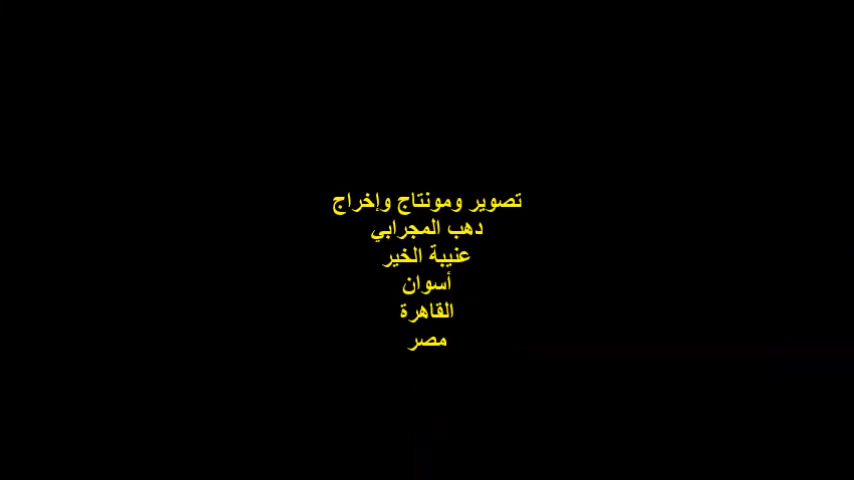 تصوير ومونتاج وإخراج
دهب المجرابي
عنيبة الخير
أسوان
القاهرة
مصر